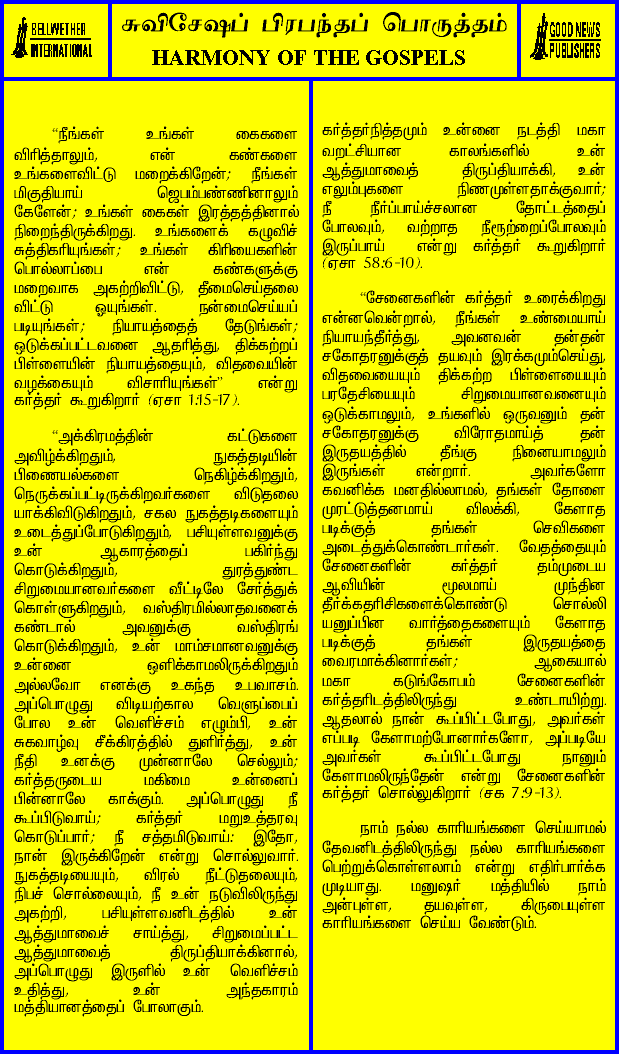 BELLWETHER
INTERNATIONAL
சுவிசேஷப் பிரபந்தப் பொருத்தம்
HARMONY OF THE GOSPELS
GOOD NEWS
PUBLISHERS
“நீங்கள் உங்கள் கைகளை
விரித்தாலும், என் கண்களை
உங்களைவிட்டு மறைக்கிறேன்; நீங்கள்
மிகுதியாய் ஜெபம்பண்ணினாலும்
கேளேன்; உங்கள் கைகள் இரத்தத்தினால்
நிறைந்திருக்கிறது. உங்களைக் கழுவிச்
சுத்திகரியுங்கள்; உங்கள் கிரியைகளின்
பொல்லாப்பை என் கண்களுக்கு
மறைவாக அகற்றிவிட்டு, தீமைசெய்தலை
விட்டு ஓயுங்கள். நன்மைசெய்யப்
படியுங்கள்; நியாயத்தைத் தேடுங்கள்;
ஒடுக்கப்பட்டவனை ஆதரித்து, திக்கற்றப்
பிள்ளையின் நியாயத்தையும், விதவையின்
வழக்கையும் விசாரியுங்கள்” என்று
கர்த்தர் கூறுகிறார் (ஏசா 1:15-17).
“அக்கிரமத்தின் கட்டுகளை
அவிழ்க்கிறதும், நுகத்தடியின்
பிணையல்களை நெகிழ்க்கிறதும்,
நெருக்கப்பட்டிருக்கிறவர்களை விடுதலை
யாக்கிவிடுகிறதும், சகல நுகத்தடிகளையும்
உடைத்துப்போடுகிறதும், பசியுள்ளவனுக்கு
உன் ஆகாரத்தைப் பகிர்ந்து
கொடுக்கிறதும், துரத்துண்ட
சிறுமையானவர்களை வீட்டிலே சேர்த்துக்
கொள்ளுகிறதும், வஸ்திரமில்லாதவனைக்
கண்டால் அவனுக்கு வஸ்திரங்
கொடுக்கிறதும், உன் மாம்சமானவனுக்கு
உன்னை ஒளிக்காமலிருக்கிறதும்
அல்லவோ எனக்கு உகந்த உபவாசம்.
அப்பொழுது விடியற்கால வெளுப்பைப்
போல உன் வெளிச்சம் எழும்பி, உன்
சுகவாழ்வு சீக்கிரத்தில் துளிர்த்து, உன்
நீதி உனக்கு முன்னாலே செல்லும்;
கர்த்தருடைய மகிமை உன்னைப்
பின்னாலே காக்கும். அப்பொழுது நீ
கூப்பிடுவாய்; கர்த்தர் மறுஉத்தரவு
கொடுப்பார்; நீ சத்தமிடுவாய்: இதோ,
நான் இருக்கிறேன் என்று சொல்லுவார்.
நுகத்தடியையும், விரல் நீட்டுதலையும்,
நிபச் சொல்லையும், நீ உன் நடுவிலிருந்து
அகற்றி, பசியுள்ளவனிடத்தில் உன்
ஆத்துமாவைச் சாய்த்து, சிறுமைப்பட்ட
ஆத்துமாவைத் திருப்தியாக்கினால்,
அப்பொழுது இருளில் உன் வெளிச்சம்
உதித்து, உன் அந்தகாரம்
மத்தியானத்தைப் போலாகும்.
கர்த்தர்நித்தமும் உன்னை நடத்தி மகா
வறட்சியான காலங்களில் உன்
ஆத்துமாவைத் திருப்தியாக்கி, உன்
எலும்புகளை நிணமுள்ளதாக்குவார்;
நீ நீர்ப்பாய்ச்சலான தோட்டத்தைப்
போலவும், வற்றாத நீரூற்றைப்போலவும்
இருப்பாய் என்று கர்த்தர் கூறுகிறார்
(ஏசா 58:6-10).
“சேனைகளின் கர்த்தர் உரைக்கிறது
என்னவென்றால், நீங்கள் உண்மையாய்
நியாயந்தீர்த்து, அவனவன் தன்தன்
சகோதரனுக்குத் தயவும் இரக்கமும்செய்து,
விதவையையும் திக்கற்ற பிள்ளையையும்
பரதேசியையும் சிறுமையானவனையும்
ஒடுக்காமலும், உங்களில் ஒருவனும் தன்
சகோதரனுக்கு விரோதமாய்த் தன்
இருதயத்தில் தீங்கு நினையாமலும்
இருங்கள் என்றார். அவர்களோ
கவனிக்க மனதில்லாமல், தங்கள் தோளை
முரட்டுத்தனமாய் விலக்கி, கேளாத
படிக்குத் தங்கள் செவிகளை
அடைத்துக்கொண்டார்கள். வேதத்தையும்
சேனைகளின் கர்த்தர் தம்முடைய
ஆவியின் மூலமாய் முந்தின
தீர்க்கதரிசிகளைக்கொண்டு சொல்லி
யனுப்பின வார்த்தைகளையும் கேளாத
படிக்குத் தங்கள் இருதயத்தை
வைரமாக்கினார்கள்; ஆகையால்
மகா கடுங்கோபம் சேனைகளின்
கர்த்தரிடத்திலிருந்து உண்டாயிற்று.
ஆதலால் நான் கூப்பிட்டபோது, அவர்கள்
எப்படி கேளாமற்போனார்களோ, அப்படியே
அவர்கள் கூப்பிட்டபோது நானும்
கேளாமலிருந்தேன் என்று சேனைகளின்
கர்த்தர் சொல்லுகிறார் (சக 7:9-13).
நாம் நல்ல காரியங்களை செய்யாமல்
தேவனிடத்திலிருந்து நல்ல காரியங்களை
பெற்றுக்கொள்ளலாம் என்று எதிர்பார்க்க
முடியாது. மனுஷர் மத்தியில் நாம்
அன்புள்ள, தயவுள்ள, கிருபையுள்ள
காரியங்களை செய்ய வேண்டும்.